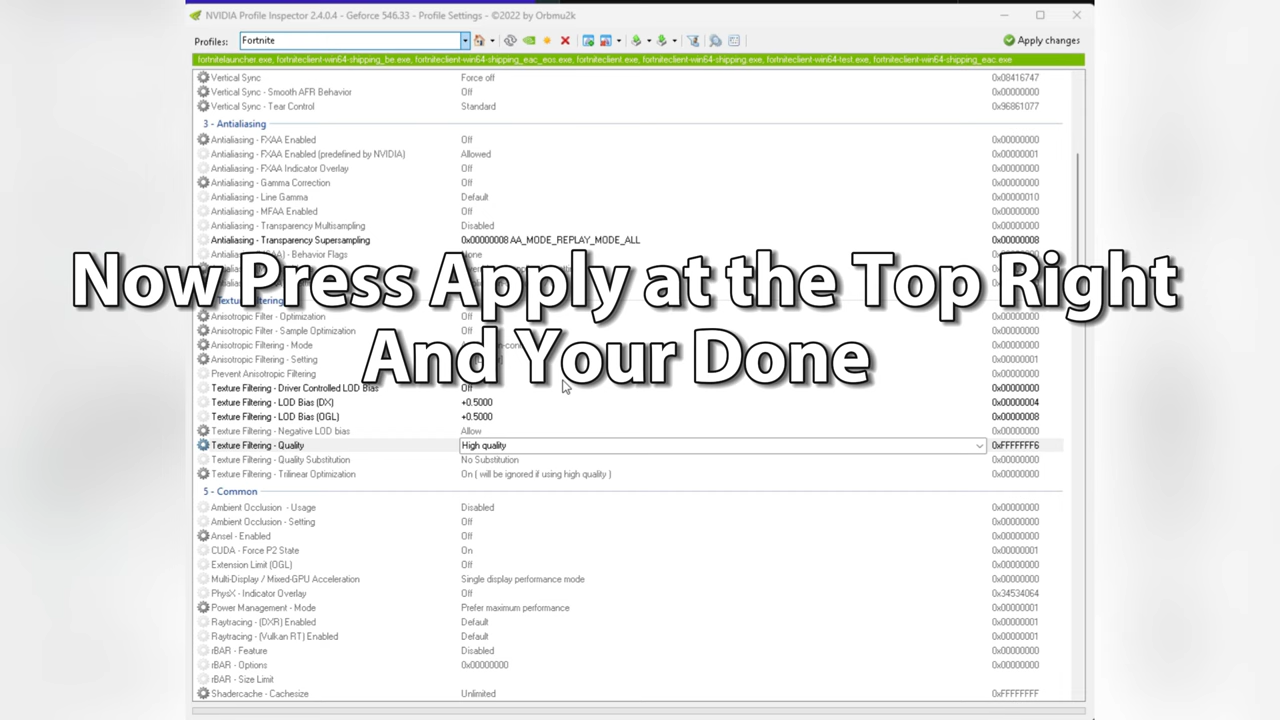 NVIDIA Profile Inspector 2.4.0.4 - Geforce 546.33 - Profile Settings - ©2022 by Orbmu2k
Profiles: Fortnite Apply changes
fortnitelauncher.exe, fortniteclient-win64-shipping_be.exe, fortniteclient-win64-shipping_eac_eos.exe, fortniteclient.exe, fortniteclient-win64-shipping.exe, fortniteclient-win64-test.exe, fortniteclient-win64-shipping_eac.exe
Vertical Sync Force off 0x08416747
Vertical Sync - Smooth AFR Behavior Off 0x00000000
Vertical Sync - Tear Control Standard 0x96861077
3 - Antialiasing
Antialiasing - FXAA Enabled Off 0x00000000
Antialiasing - FXAA Enabled (predefined by NVIDIA) Allowed 0x00000001
Antialiasing - FXAA Indicator Overlay Off 0x00000000
Antialiasing - Gamma Correction Off 0x00000000
Antialiasing - Line Gamma Default 0x00000010
Antialiasing - MFAA Enabled Off 0x00000000
Antialiasing - Transparency Multisampling Disabled 0x00000000
Antialiasing - Transparency Supersampling 0x00000008 AA_MODE_REPLAY_MODE_ALL 0x00000008
Behavior Flags
Now Press Apply at the Top Right
And Your Done
Texture Filtering
Anisotropic Filter - Optimization Off 0x00000000
Anisotropic Filter - Sample Optimization Off 0x00000000
Anisotropic Filtering - Mode 0x00000000
Anisotropic Filtering - Setting 0x00000001
Prevent Anisotropic Filtering 0x00000000
Texture Filtering - Driver Controlled LOD Bias Off 0x00000000
Texture Filtering - LOD Bias (DX) +0.5000 0x00000004
Texture Filtering - LOD Bias (OGL) +0.5000 0x00000008
Texture Filtering - Negative LOD bias Allow 0x00000000
Texture Filtering - Quality High quality 0xFFFFFFF6
Texture Filtering - Quality Substitution No Substitution 0x00000000
Texture Filtering - Trilinear Optimization On ( will be ignored if using high quality ) 0x00000000
5 - Common
Ambient Occlusion - Usage Disabled 0x00000000
Ambient Occlusion - Setting Off 0x00000000
Ansel - Enabled Off 0x00000000
CUDA - Force P2 State On 0x00000001
Extension Limit (OGL) Off 0x00000000
Multi-Display / Mixed-GPU Acceleration Single display performance mode 0x00000001
PhysX - Indicator Overlay Off 0x34534064
Power Management - Mode Prefer maximum performance 0x00000001
Raytracing - (DXR) Enabled Default 0x00000001
Raytracing - (Vulkan RT) Enabled Default 0x00000001
rBAR - Feature Disabled 0x00000000
rBAR - Options 0x00000000 0x00000000
rBAR - Size Limit
Shadercache - Cachesize Unlimited 0xFFFFFFFF